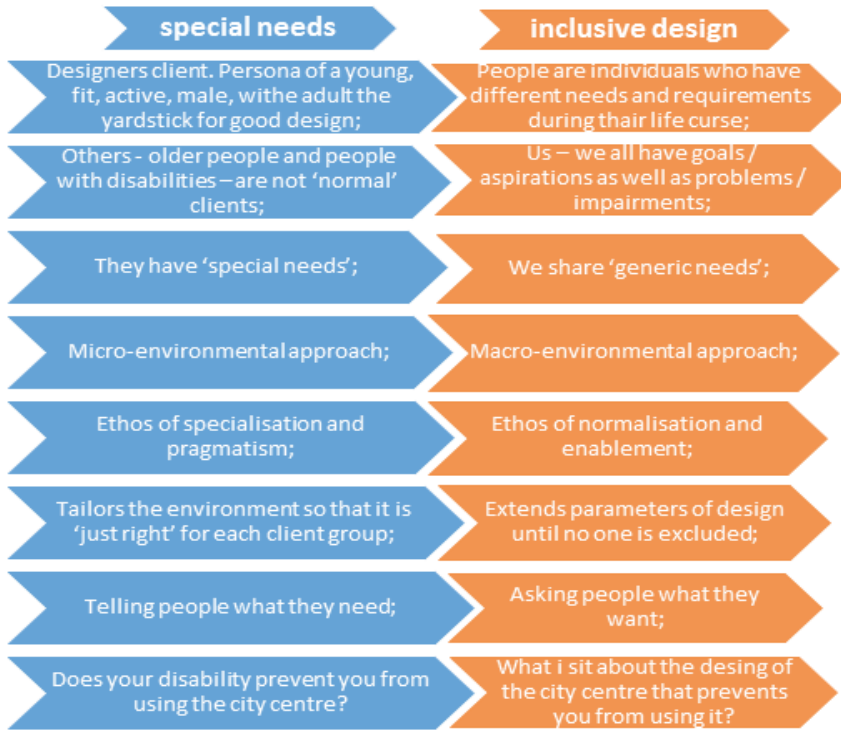 special needs
inclusive design
Designers client. Persona of a young,
fit, active, male, withe adult the
yardstick for good design;
People are individuals who have
different needs and requirements
during thair life curse;
Others - older people and people
with disabilities – are not ‘normal’
clients;
Us – we all have goals /
aspirations as well as problems /
impairments;
They have ‘special needs’;
We share ‘generic needs’;
Micro-environmental approach;
Macro-environmental approach;
Ethos of specialisation and
pragmatism;
Ethos of normalisation and
enablement;
Tailors the environment so that it is
‘just right’ for each client group;
Extends parameters of design
until no one is excluded;
Telling people what they need;
Asking people what they
want;
Does your disability prevent you from
using the city centre?
What i sit about the desing of
the city centre that prevents
you from using it?